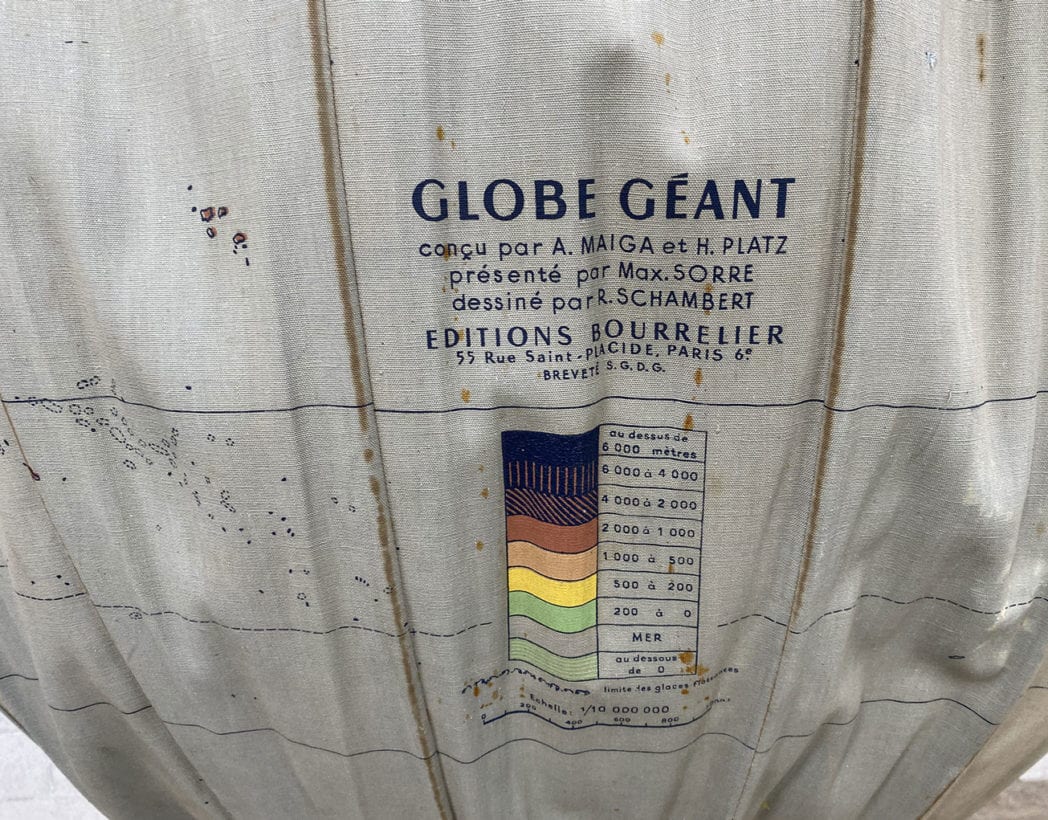 GLOBE GÉANT
conçu par A. MAIGA et H. PLATZ
présenté par Max. SORRE
dessiné par R. SCHAMBERT
EDITIONS BOURRELIER
55 Rue Saint-PLACIDE, PARIS 6e
BREVETÉ S.G.D.G.
au dessus de
6 000 mètres
6 000 à 4 000
4 000 à 2 000
2 000 à 1 000
1 000 à 500
500 à 200
200 à 0
MER
au dessous
de 0
limite des glaces flottantes
Echelle: 1/10 000 000
0 200 400 600 800